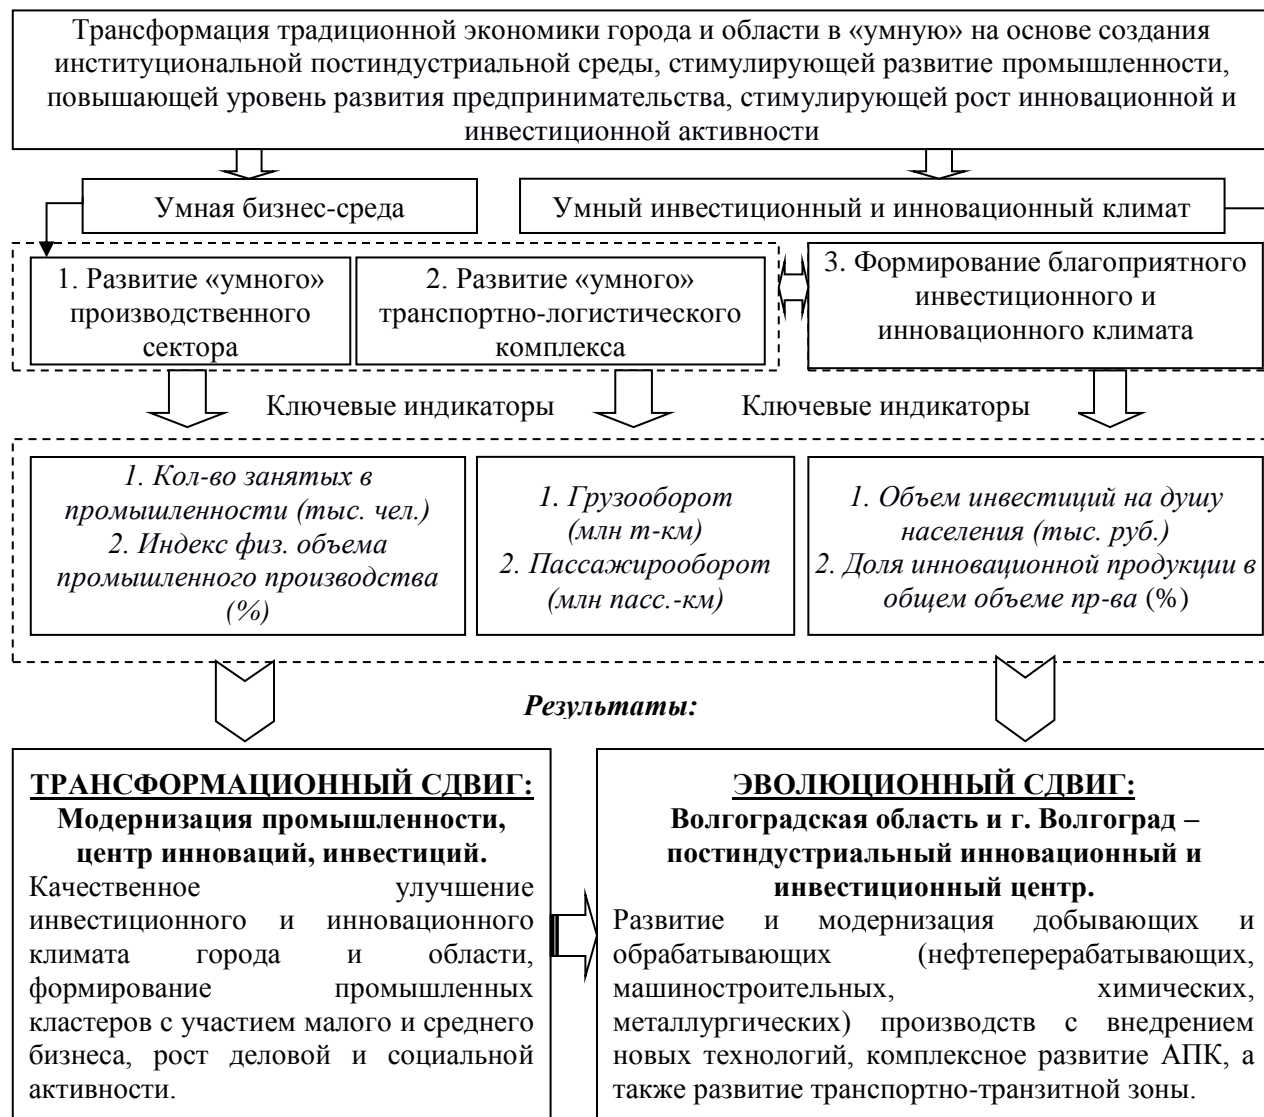 Трансформация традиционной экономики города и области в «умную» на основе создания
институциональной постиндустриальной среды, стимулирующей развитие промышленности,
повышающей уровень развития предпринимательства, стимулирующей рост инновационной и
инвестиционной активности
Умная бизнес-среда
Умный инвестиционный и инновационный климат
1. Развитие «умного»
производственного
сектора
2. Развитие «умного»
транспортно-логистического
комплекса
3. Формирование благоприятного
инвестиционного и
инновационного климата
Ключевые индикаторы
Ключевые индикаторы
1. Кол-во занятых в
промышленности (тыс. чел.)
2. Индекс физ. объема
промышленного производства
(%)
1. Грузооборот
(млн т-км)
2. Пассажирооборот
(млн пасс.-км)
1. Объем инвестиций на душу
населения (тыс. руб.)
2. Доля инновационной продукции в
общем объеме пр-ва (%)
Результаты:
ТРАНСФОРМАЦИОННЫЙ СДВИГ:
Модернизация промышленности,
центр инноваций, инвестиций.
Качественное улучшение
инвестиционного и инновационного
климата города и области,
формирование промышленных
кластеров с участием малого и среднего
бизнеса, рост деловой и социальной
активности.
ЭВОЛЮЦИОННЫЙ СДВИГ:
Волгоградская область и г. Волгоград –
постиндустриальный инновационный и
инвестиционный центр.
Развитие и модернизация добывающих и
обрабатывающих (нефтеперерабатывающих,
машиностроительных, химических,
металлургических) производств с внедрением
новых технологий, комплексное развитие АПК, а
также развитие транспортно-транзитной зоны.